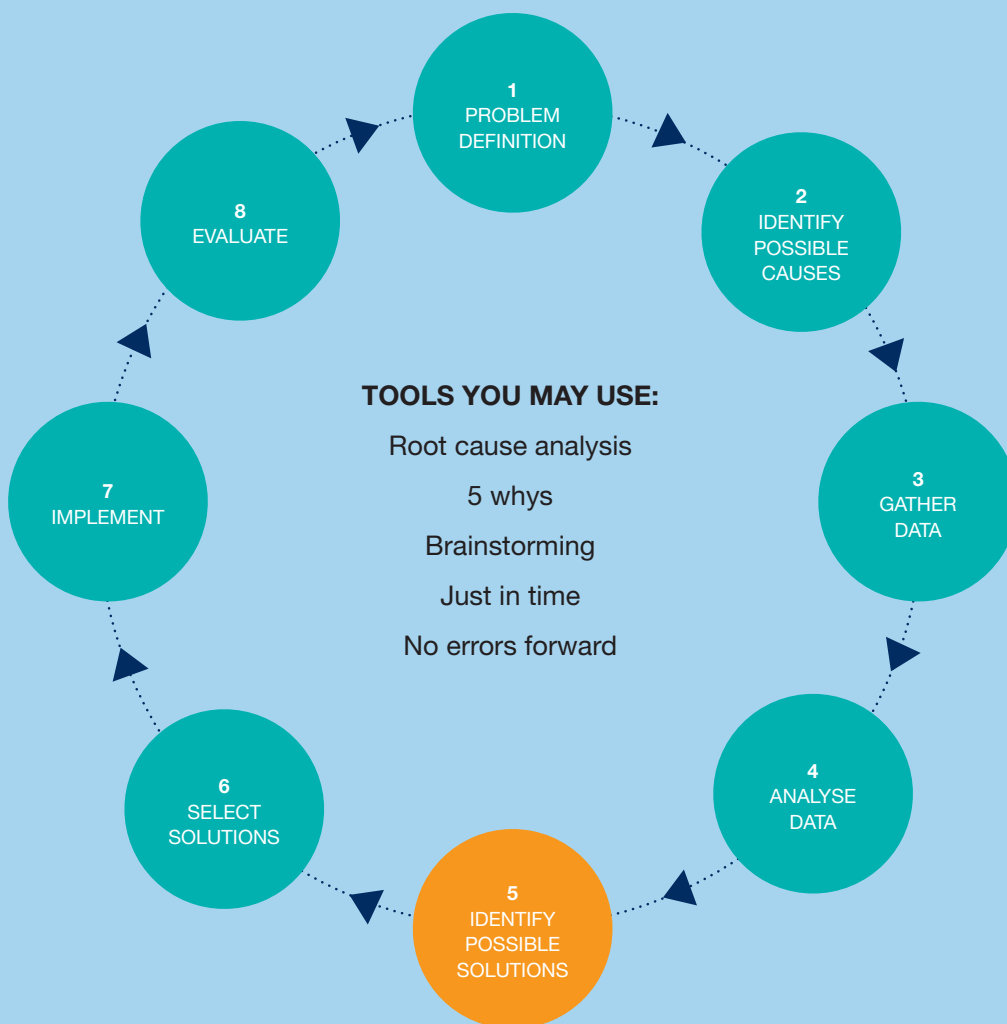 1
PROBLEM
DEFINITION
2
IDENTIFY
POSSIBLE
CAUSES
3
GATHER
DATA
4
ANALYSE
DATA
5
IDENTIFY
POSSIBLE
SOLUTIONS
6
SELECT
SOLUTIONS
7
IMPLEMENT
8
EVALUATE
TOOLS YOU MAY USE:
Root cause analysis
5 whys
Brainstorming
Just in time
No errors forward